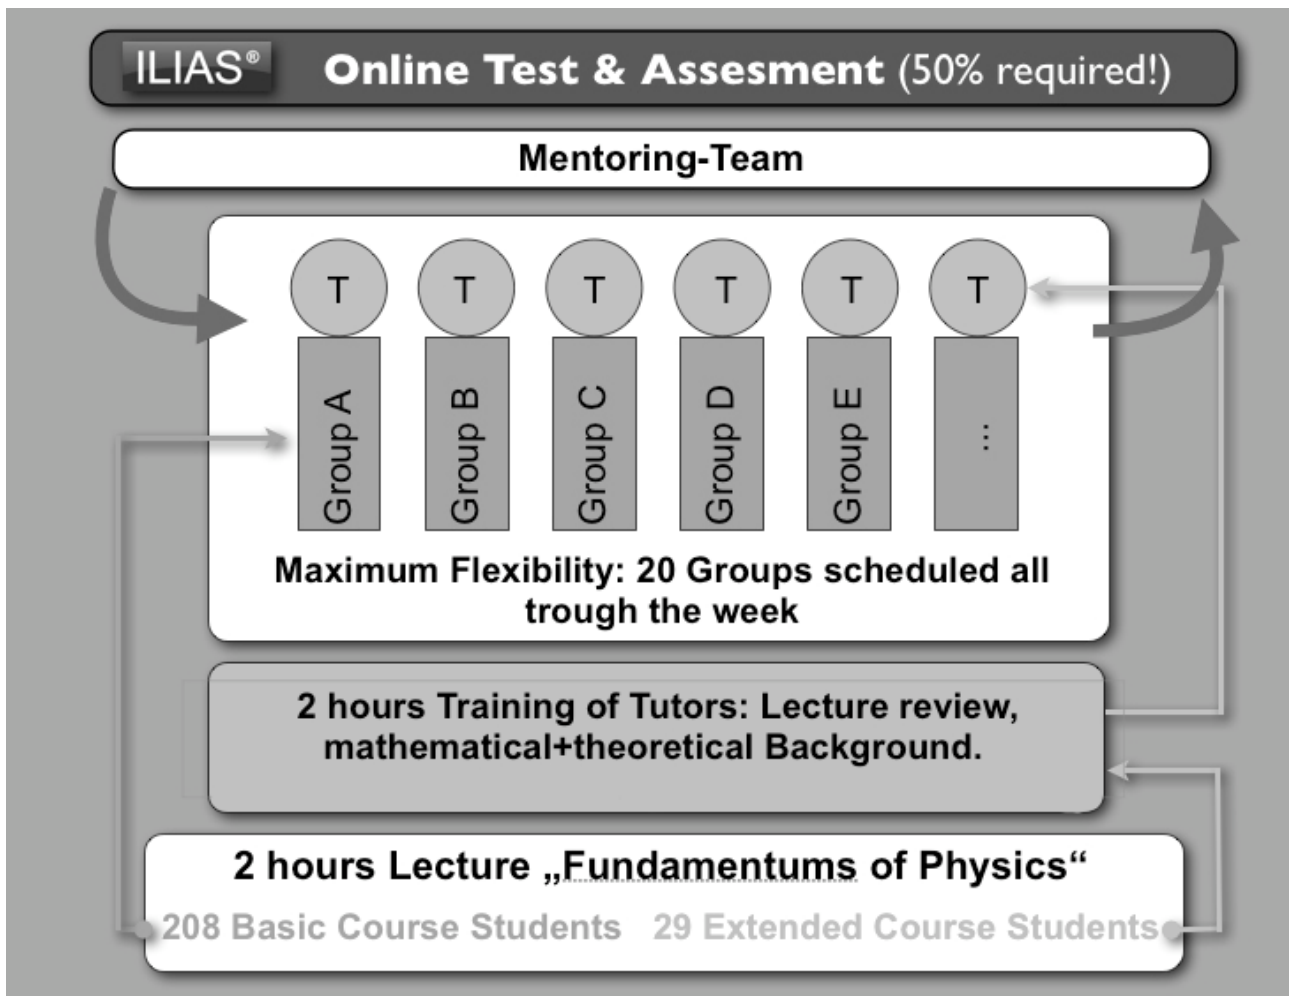 ILIAS® Online Test & Assesment (50% required!)
Mentoring-Team
T T T T T T
Group A Group B Group C Group D Group E ...
Maximum Flexibility: 20 Groups scheduled all
trough the week
2 hours Training of Tutors: Lecture review,
mathematical+theoretical Background.
2 hours Lecture „Fundamentums of Physics“
208 Basic Course Students 29 Extended Course Students